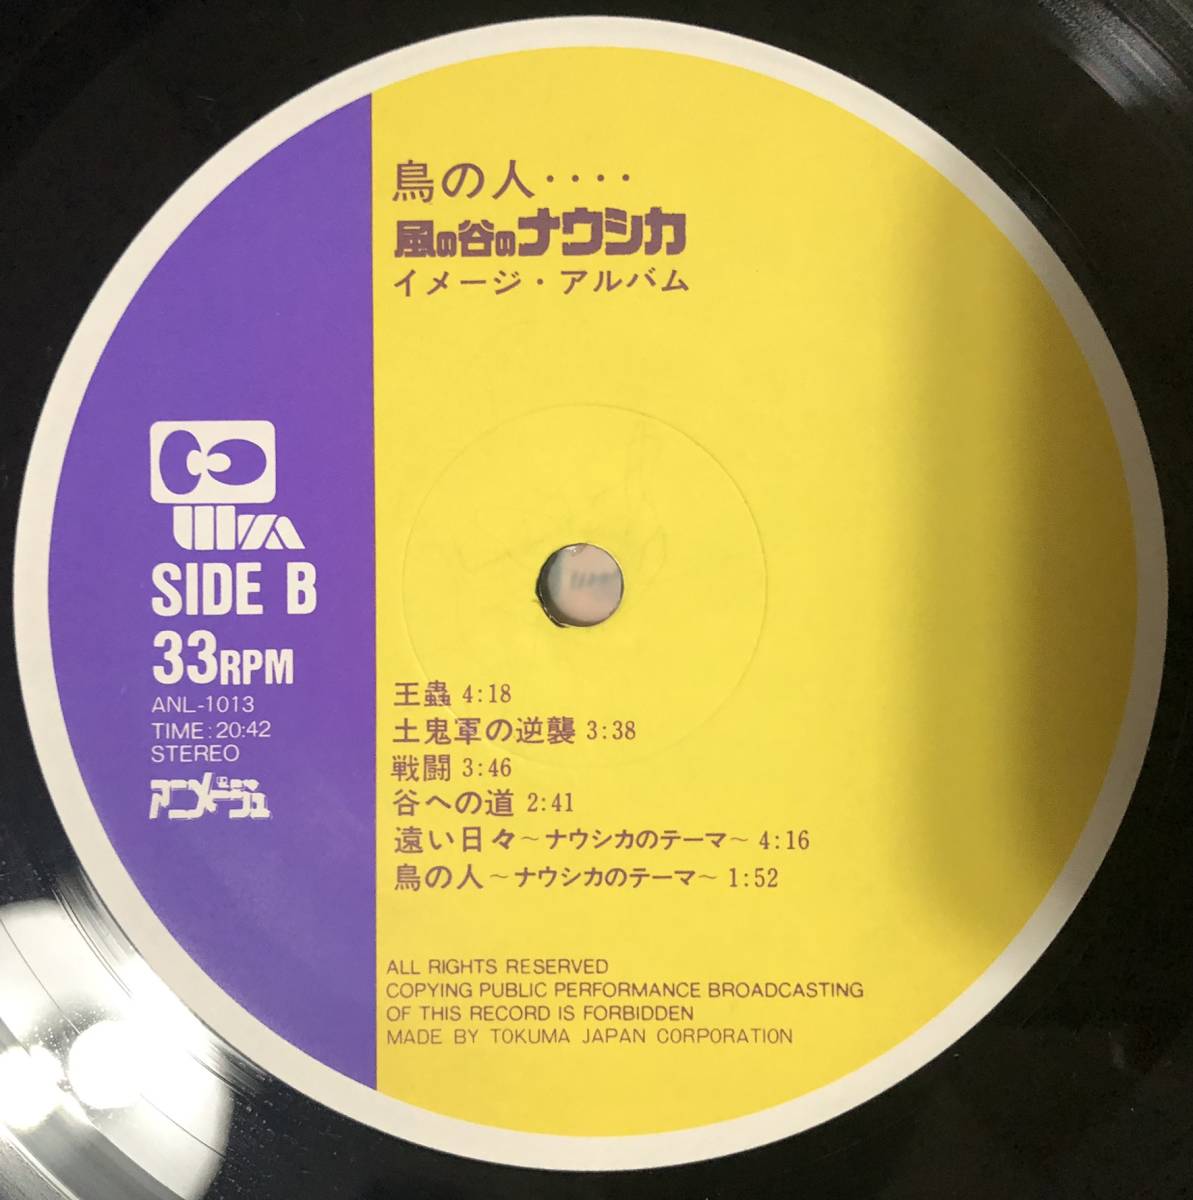 鳥の人‥‥
風の谷のナウシカ
イメージ・アルバム
SIDE B
33RPM
ANL-1013
TIME: 20:42
STEREO
アニメージュ
王蟲 4:18
土鬼軍の逆襲 3:38
戦闘 3:46
谷への道 2:41
遠い日々～ナウシカのテーマ～ 4:16
鳥の人～ナウシカのテーマ～ 1:52
ALL RIGHTS RESERVED
COPYING PUBLIC PERFORMANCE BROADCASTING
OF THIS RECORD IS FORBIDDEN
MADE BY TOKUMA JAPAN CORPORATION